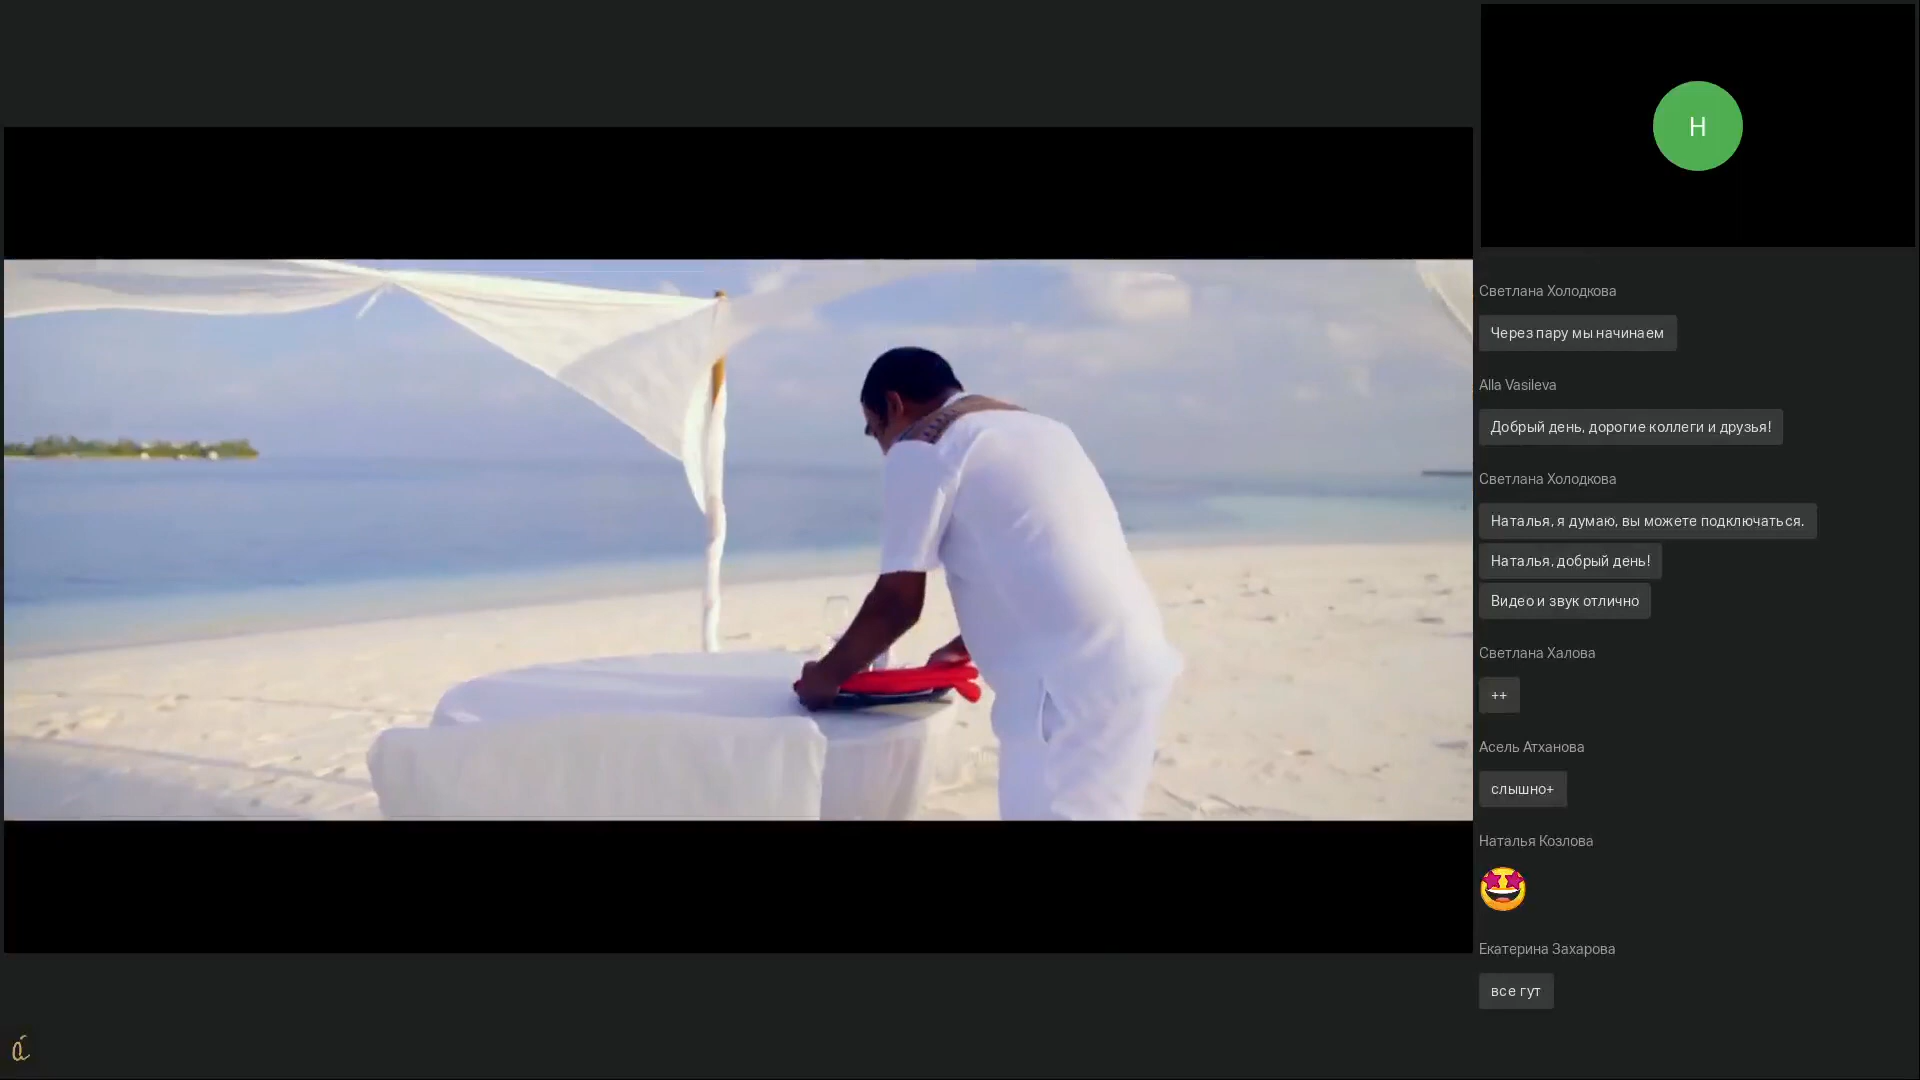 Н
Светлана Холодкова
Через пару мы начинаем
Alla Vasileva
Добрый день, дорогие коллеги и друзья!
Светлана Холодкова
Наталья, я думаю, вы можете подключаться.
Наталья, добрый день!
Видео и звук отлично
Светлана Халова
++
Асель Атханова
слышно+
Наталья Козлова
Екатерина Захарова
все гут
á